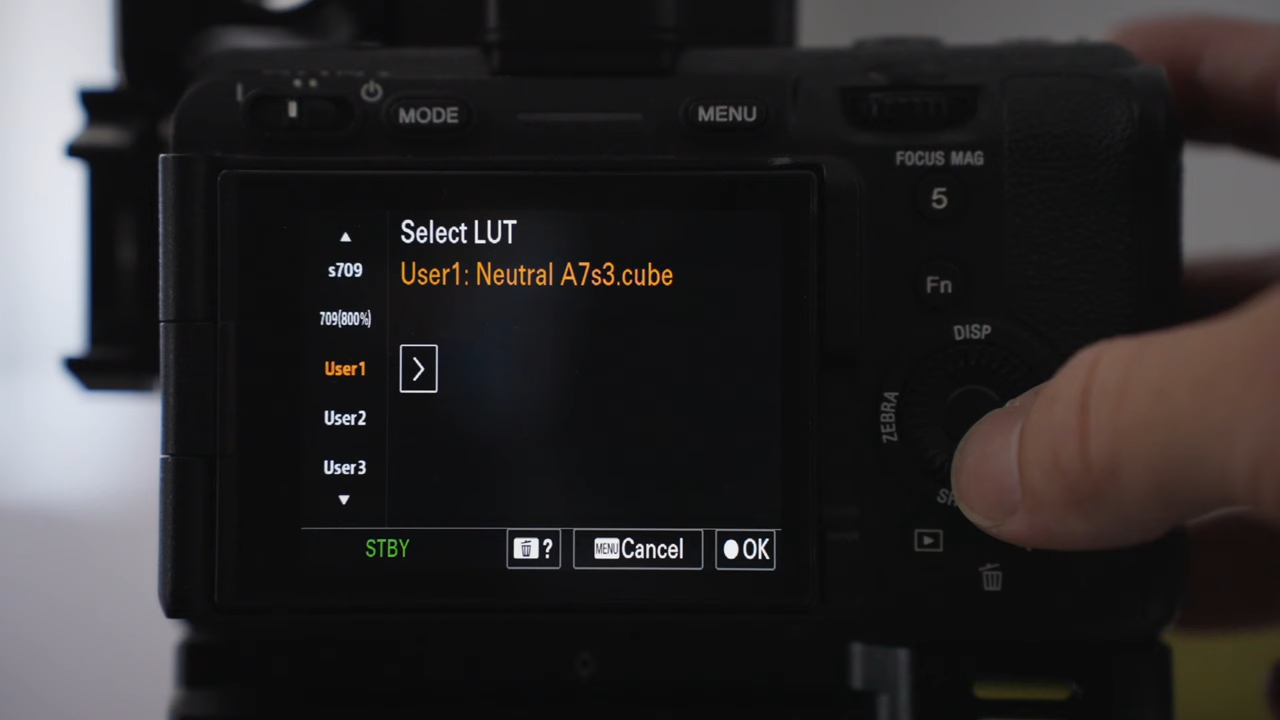 MODE
MENU
FOCUS MAG
5
Fn
DISP
ZEBRA
Select LUT
User1: Neutral A7s3.cube
s709
709(800%)
User1
User2
User3
STBY
?
MENU Cancel
OK